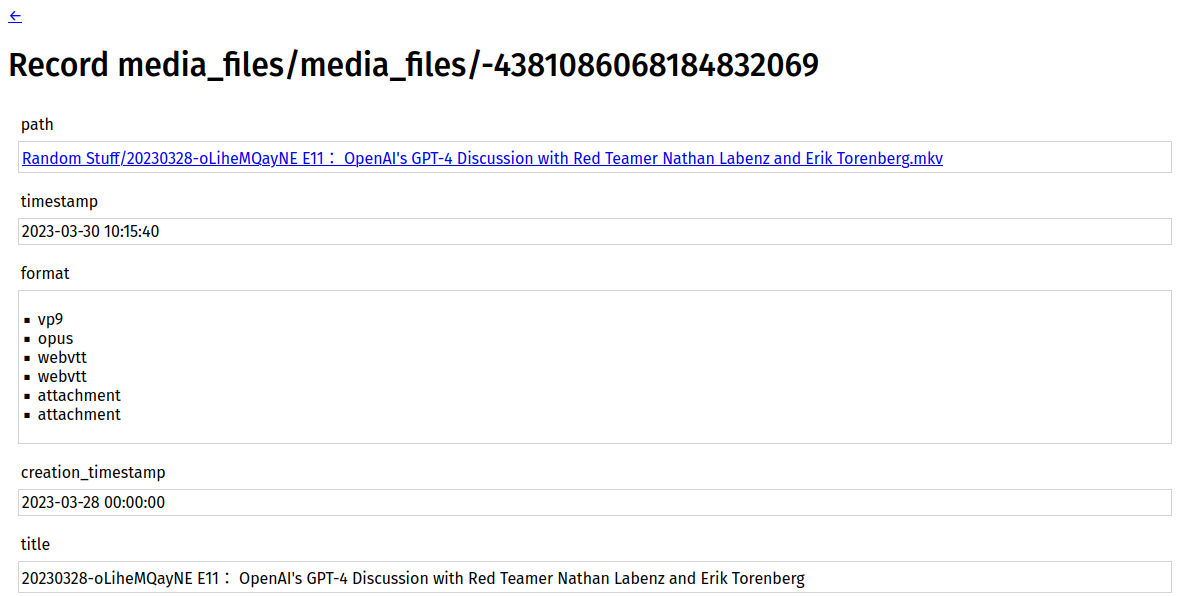 ←
Record media_files/media_files/-4381086068184832069
path
Random Stuff/20230328-oLiheMQayNE E11： OpenAI's GPT-4 Discussion with Red Teamer Nathan Labenz and Erik Torenberg.mkv
timestamp
2023-03-30 10:15:40
format
▪ vp9
▪ opus
▪ webvtt
▪ webvtt
▪ attachment
▪ attachment
creation_timestamp
2023-03-28 00:00:00
title
20230328-oLiheMQayNE E11： OpenAI's GPT-4 Discussion with Red Teamer Nathan Labenz and Erik Torenberg